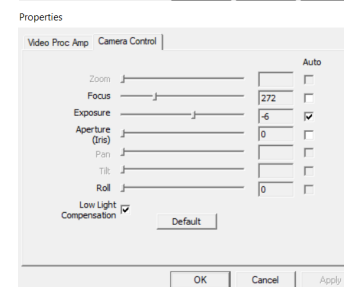 Properties
Video Proc Amp Camera Control
Auto
Zoom
Focus 272
Exposure -6
Aperture 0
(Iris)
Pan
Tilt
Roll 0
Low Light
Compensation
Default
OK Cancel Apply